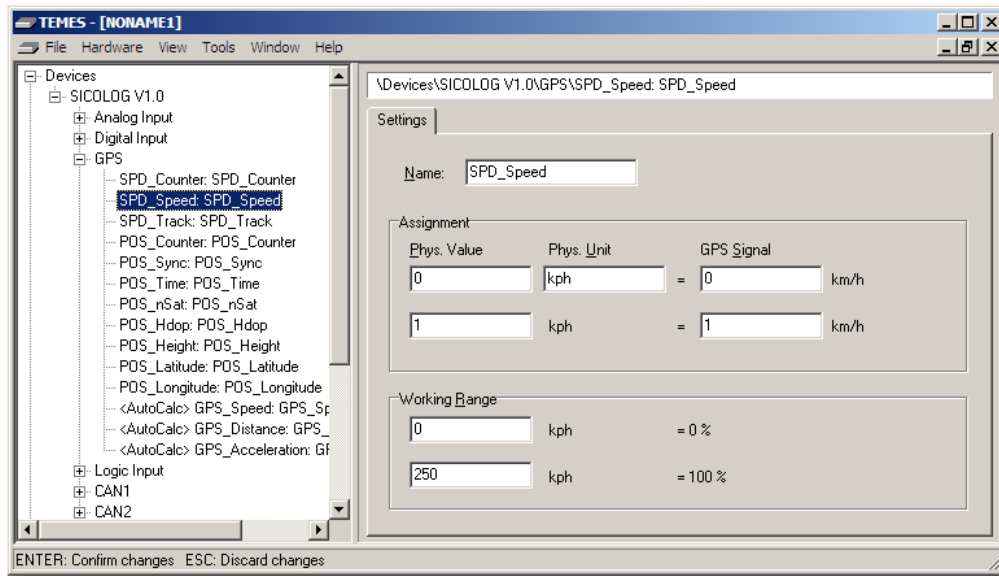 TEMES - [NONAME1]
File Hardware View Tools Window Help
Devices
SICOLOG V1.0
Analog Input
Digital Input
GPS
SPD_Counter: SPD_Counter
SPD_Speed: SPD_Speed
SPD_Track: SPD_Track
POS_Counter: POS_Counter
POS_Sync: POS_Sync
POS_Time: POS_Time
POS_nSat: POS_nSat
POS_Hdop: POS_Hdop
POS_Height: POS_Height
POS_Latitude: POS_Latitude
POS_Longitude: POS_Longitude
<AutoCalc> GPS_Speed: GPS_Sp
<AutoCalc> GPS_Distance: GPS_
<AutoCalc> GPS_Acceleration: GF
Logic Input
CAN1
CAN2
\Devices\SICOLOG V1.0\GPS\SPD_Speed: SPD_Speed
Settings
Name: SPD_Speed
Assignment
Phys. Value Phys. Unit GPS Signal
0 kph = 0 km/h
1 kph = 1 km/h
Working Range
0 kph = 0 %
250 kph = 100 %
ENTER: Confirm changes ESC: Discard changes